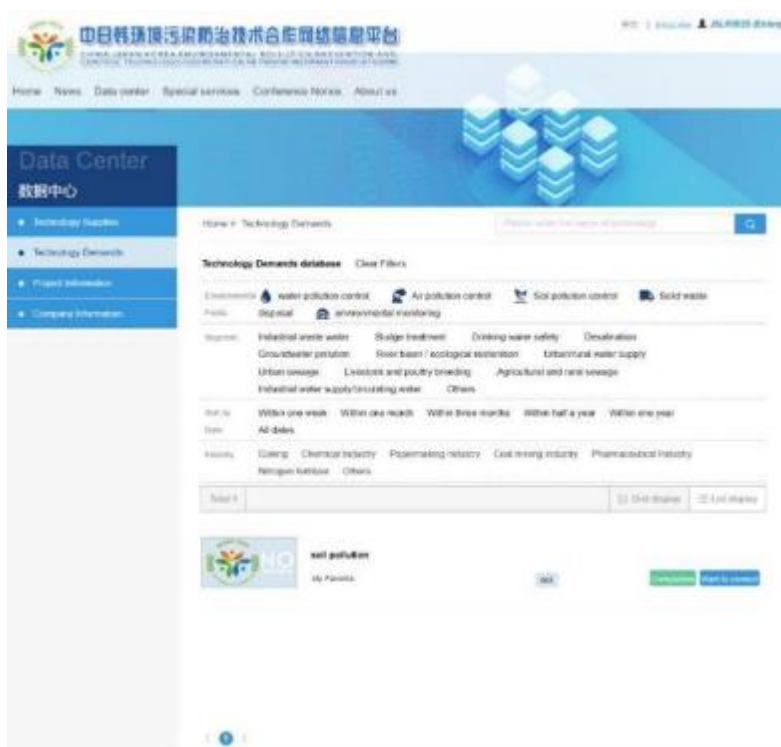 中日韩环境污染防治技术合作网络信息平台
Home News Data center Special services Conference Notice About us
Data Center
数据中心
Technology Supplies
Home > Technology Demands
Technology Demands
Technology Demands database Clear Filters
Project Information
water pollution control Air pollution control Soil pollution control Solid waste
Company Information
disposal environmental monitoring
Industrial waste water Sludge treatment Drinking water safety Desalination
Groundwater pollution River basin / ecological restoration Urban/rural water supply
Urban sewage Livestock and poultry breeding Agricultural and rural sewage
Industrial water supply/circulating water Others
Within one week Within one month Within three months Within half a year Within one year
All dates
Coking Chemical Industry Papermaking industry Coal mining industry Pharmaceutical Industry
Others
Grid display List display
soil pollution
NO
Want to connect